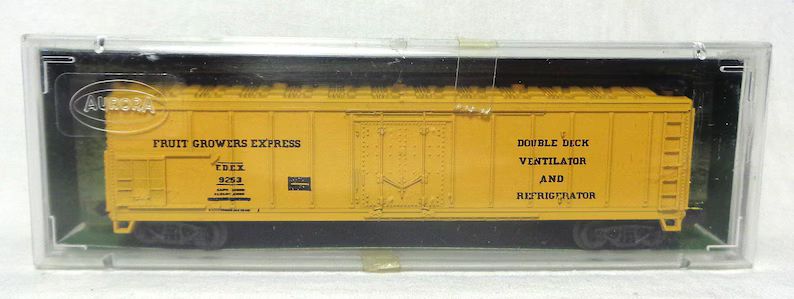 AURORA
FRUIT GROWERS EXPRESS
F.D.E.X.
9253
DOUBLE DECK
VENTILATOR
AND
REFRIGERATOR